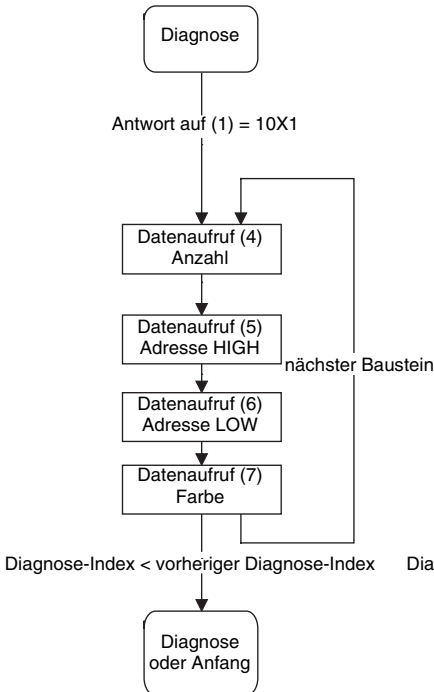 Diagnose
Antwort auf (1) = 10X1
Datenaufruf (4)
Anzahl
Datenaufruf (5)
Adresse HIGH
nächster Baustein
Datenaufruf (6)
Adresse LOW
Datenaufruf (7)
Farbe
Diagnose-Index < vorheriger Diagnose-Index Dia
Diagnose
oder Anfang